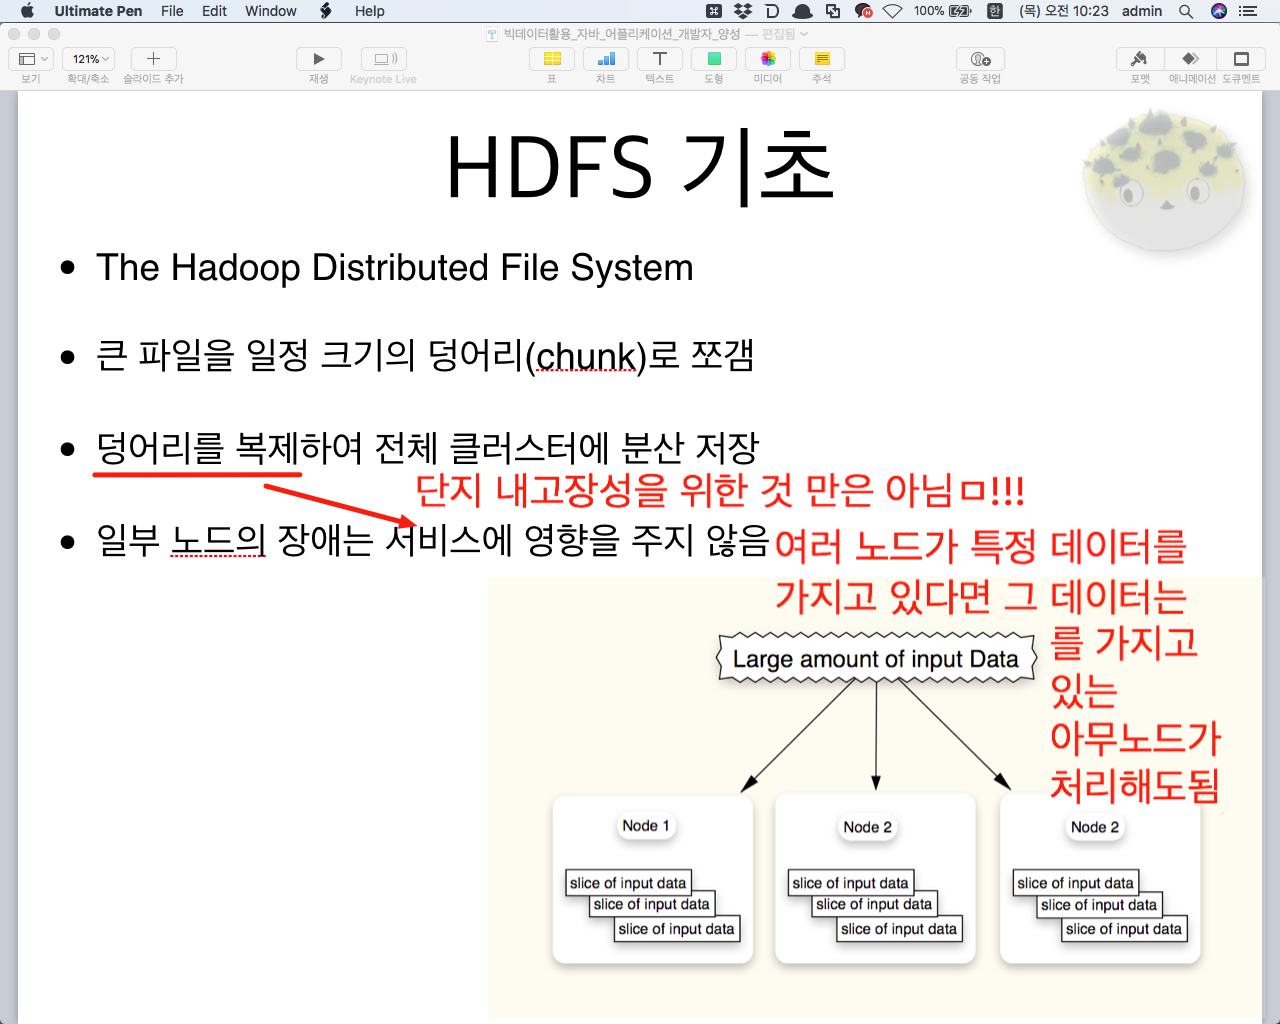 Ultimate Pen File Edit Window Help 100% 한 (목) 오전 10:23 admin
빅데이터활용_자바_어플리케이션_개발자_양성 — 편집됨
121%
보기 확대/축소 슬라이드 추가 재생 Keynote Live 표 차트 텍스트 도형 미디어 주석 공동 작업 포맷 애니메이션 도큐멘트
HDFS 기초
• The Hadoop Distributed File System
• 큰 파일을 일정 크기의 덩어리(chunk)로 쪼갬
• 덩어리를 복제하여 전체 클러스터에 분산 저장
단지 내고장성을 위한 것 만은 아님ㅁ!!!
• 일부 노드의 장애는 서비스에 영향을 주지 않음
여러 노드가 특정 데이터를
가지고 있다면 그 데이터는
를 가지고
있는
아무노드가
처리해도됨
Large amount of input Data
Node 1
slice of input data
slice of input data
slice of input data
Node 2
slice of input data
slice of input data
slice of input data
Node 2
slice of input data
slice of input data
slice of input data